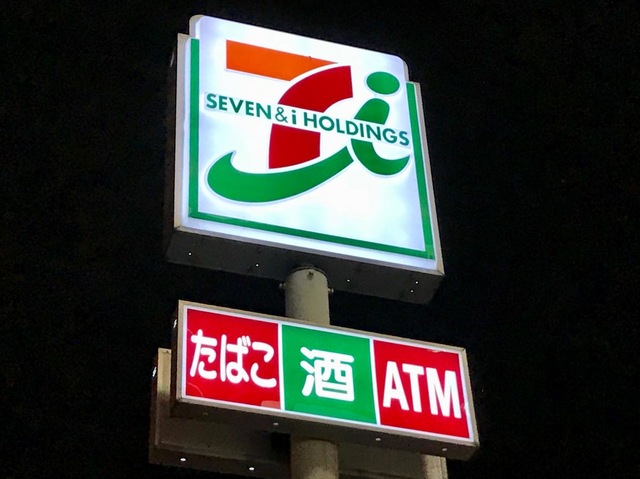 SEVEN & i HOLDINGS
たばこ 酒 ATM